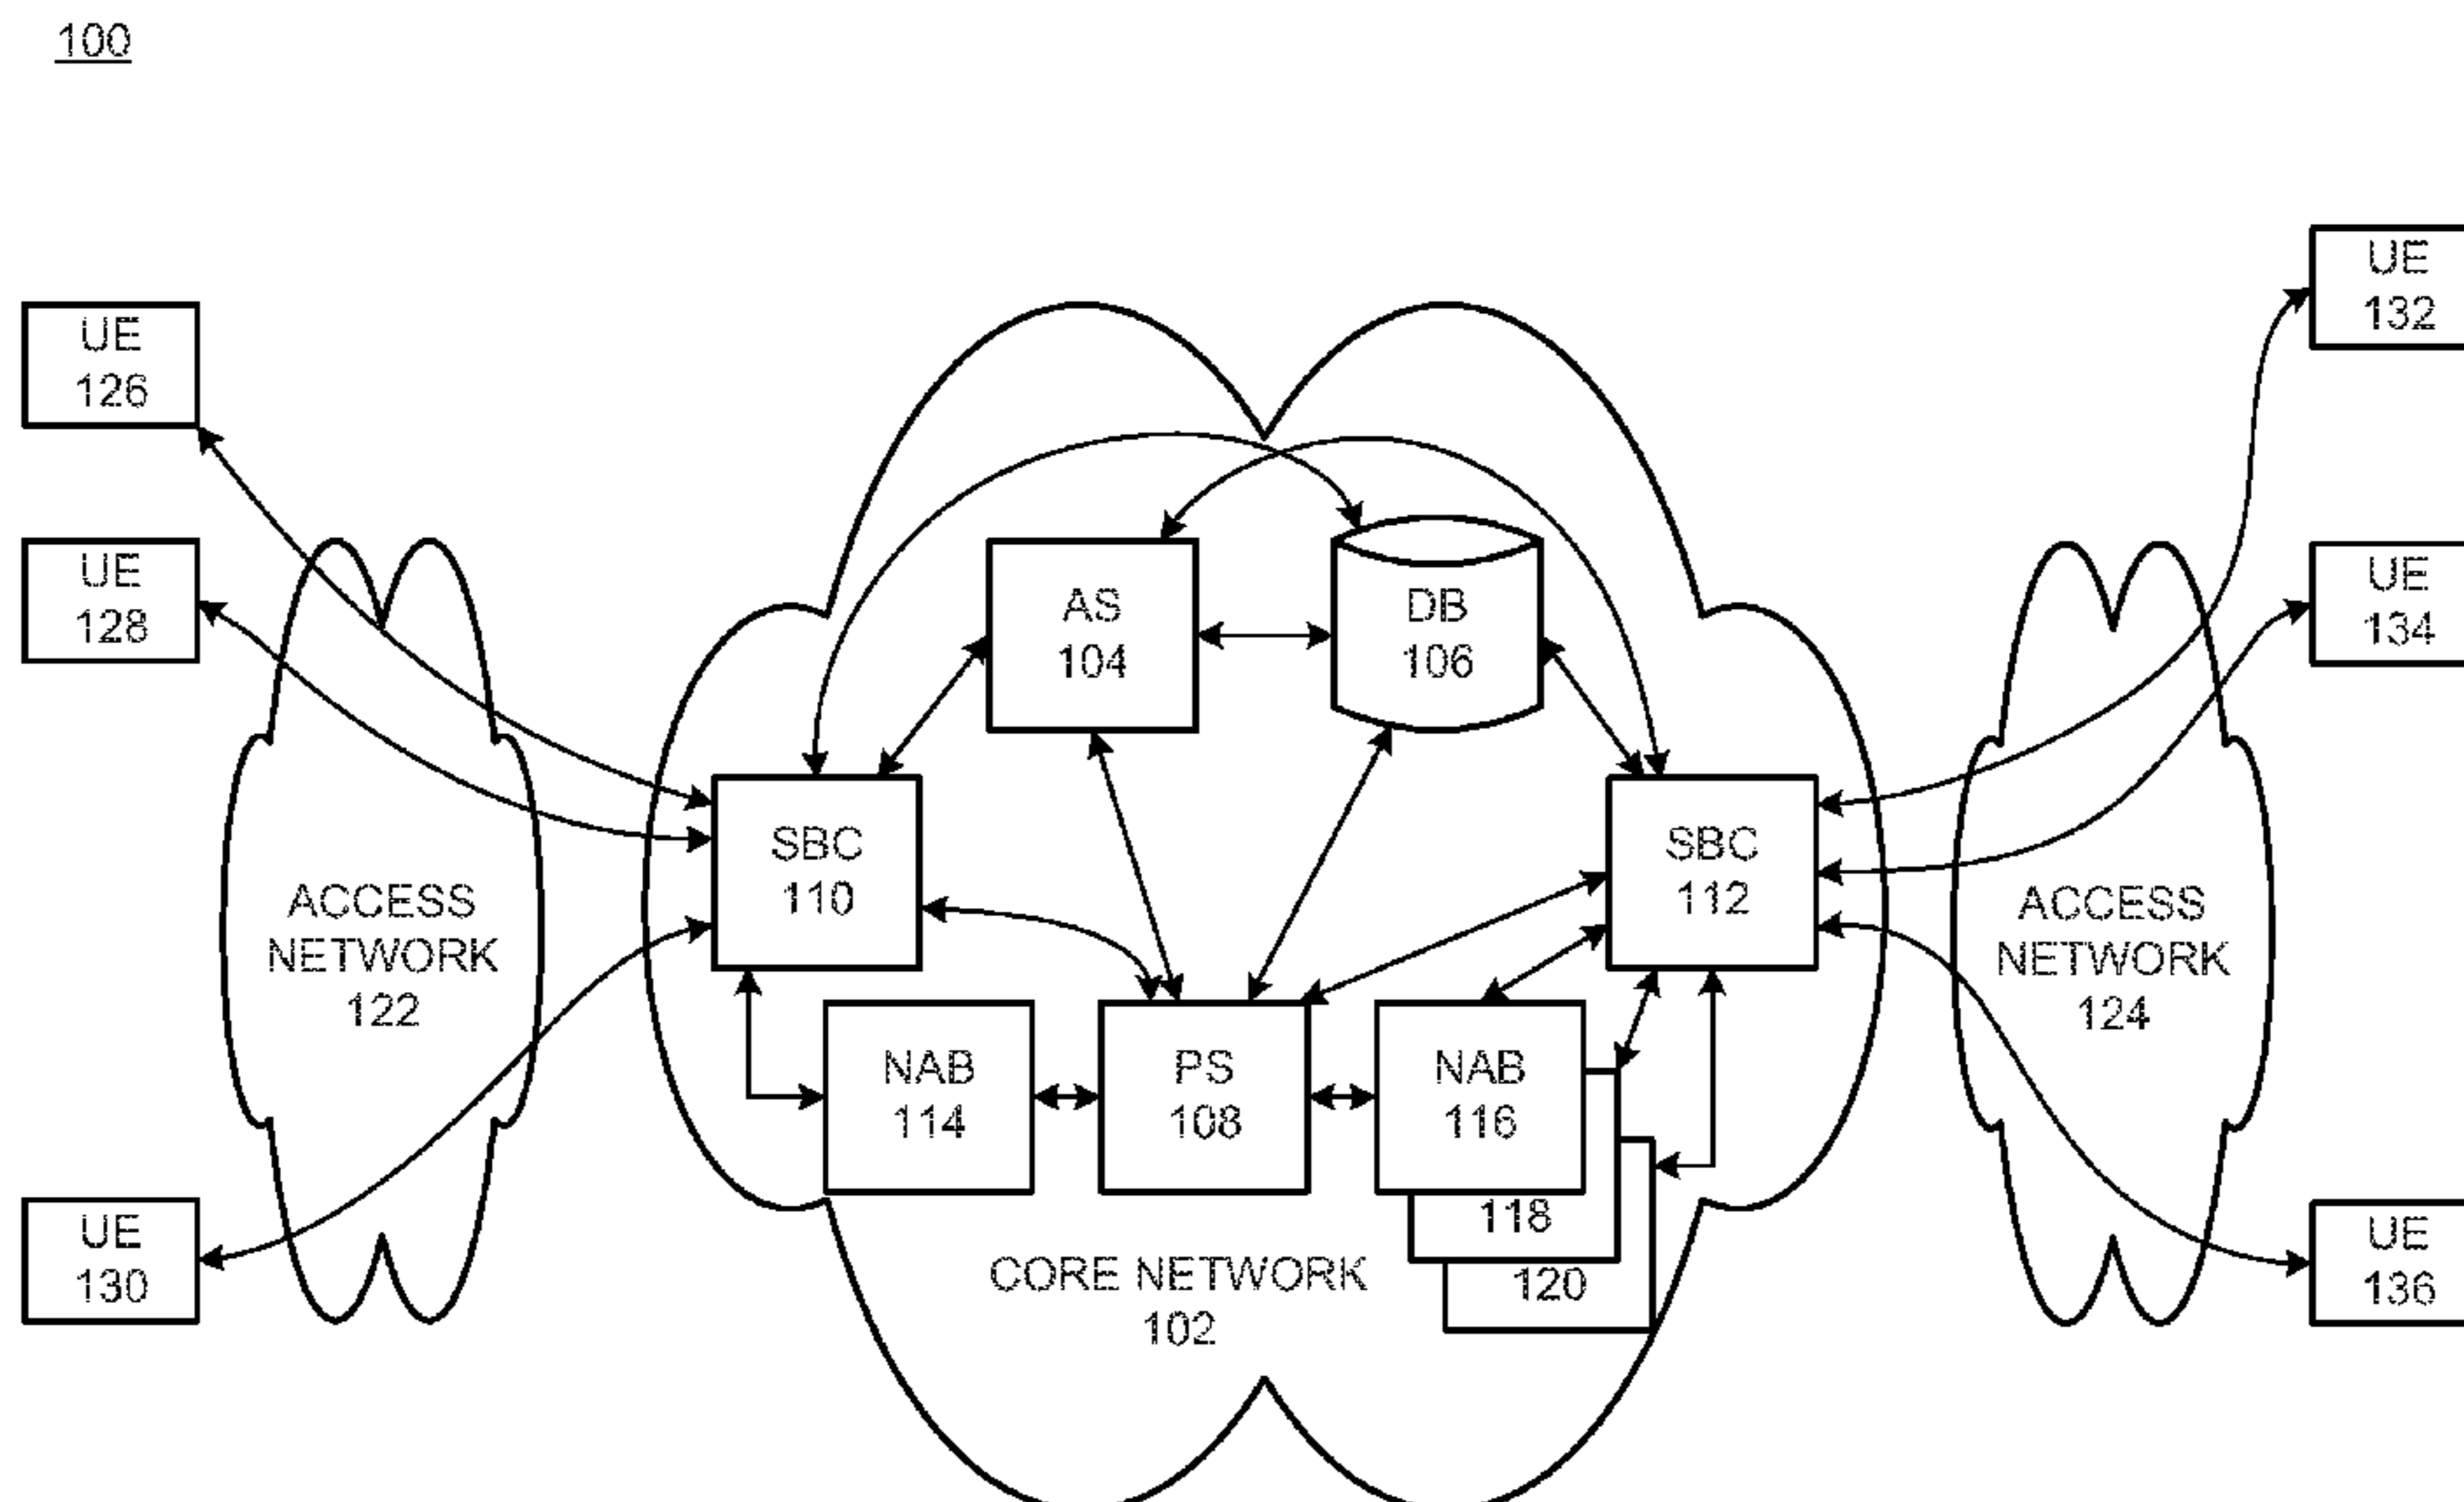 100
UE
132
UE
126
UE
128
AS
104
DB
106
UE
134
SBC
110
SBC
112
ACCESS
NETWORK
122
ACCESS
NETWORK
124
NAB
114
PS
108
NAB
116
118
120
UE
130
CORE NETWORK
102
UE
136